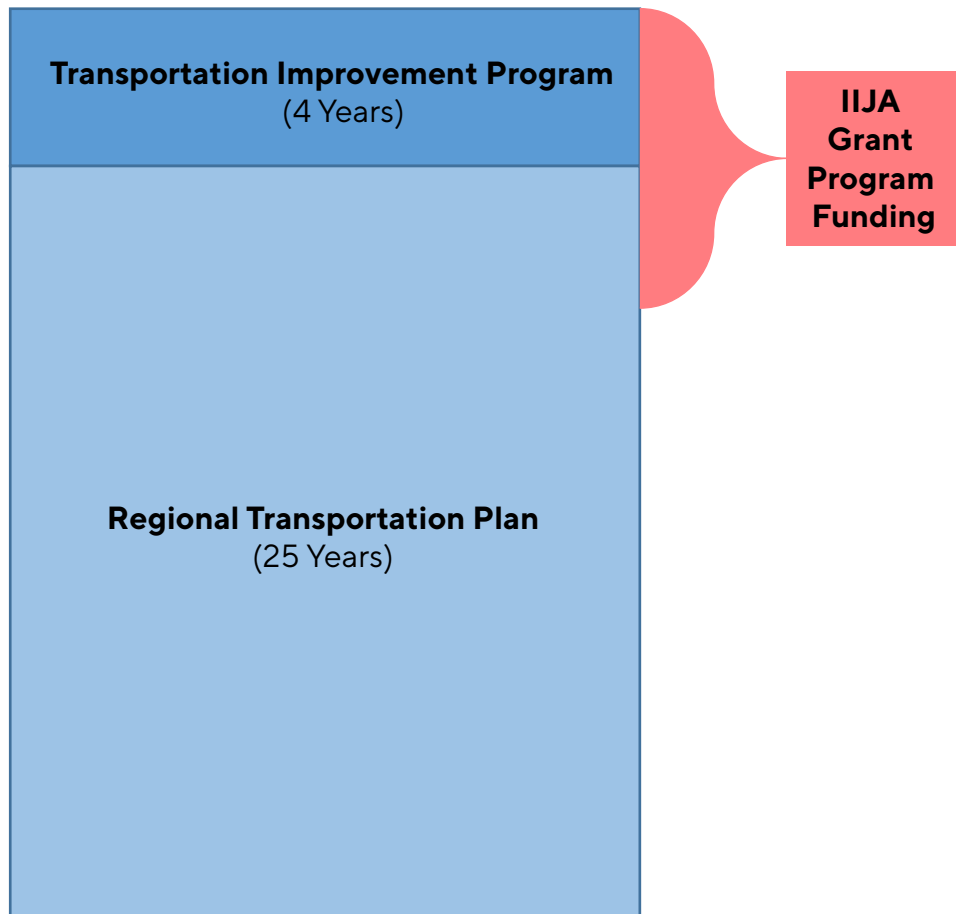 Transportation Improvement Program
(4 Years)
IIJA
Grant
Program
Funding
Regional Transportation Plan
(25 Years)